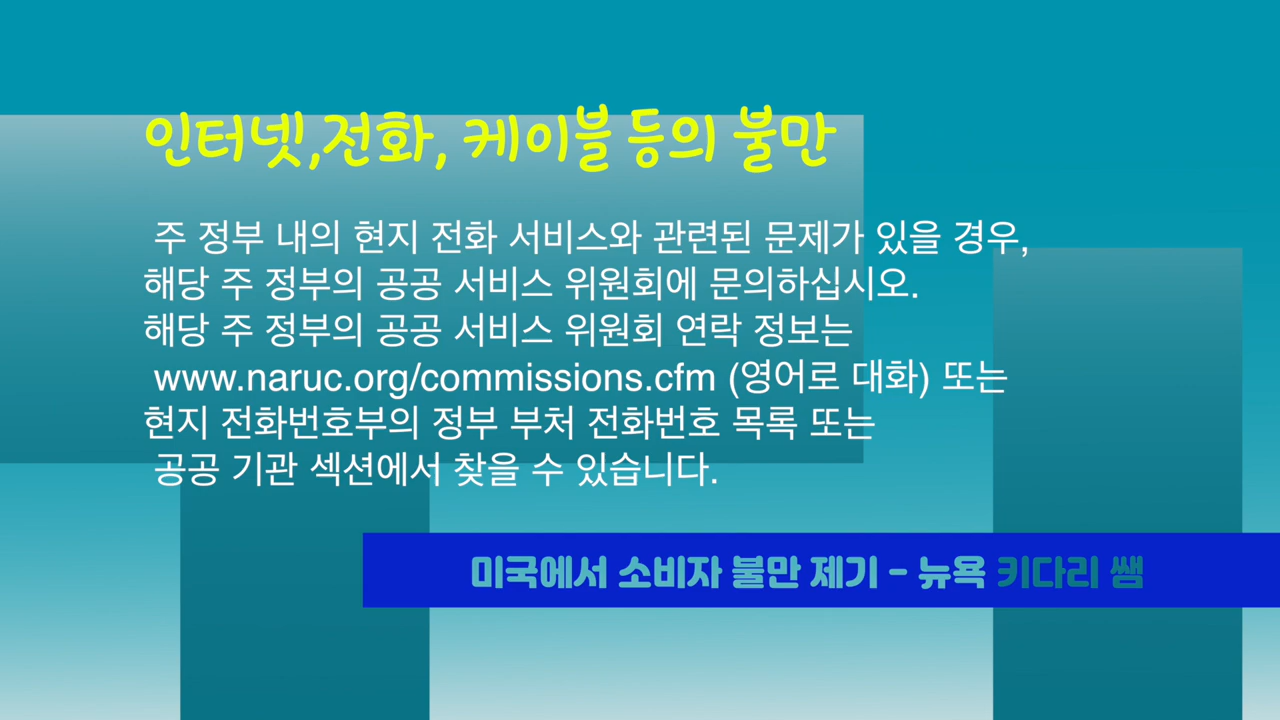 인터넷,전화, 케이블 등의 불만
주 정부 내의 현지 전화 서비스와 관련된 문제가 있을 경우,
해당 주 정부의 공공 서비스 위원회에 문의하십시오.
해당 주 정부의 공공 서비스 위원회 연락 정보는
www.naruc.org/commissions.cfm (영어로 대화) 또는
현지 전화번호부의 정부 부처 전화번호 목록 또는
공공 기관 섹션에서 찾을 수 있습니다.
미국에서 소비자 불만 제기 - 뉴욕 키다리 쌤